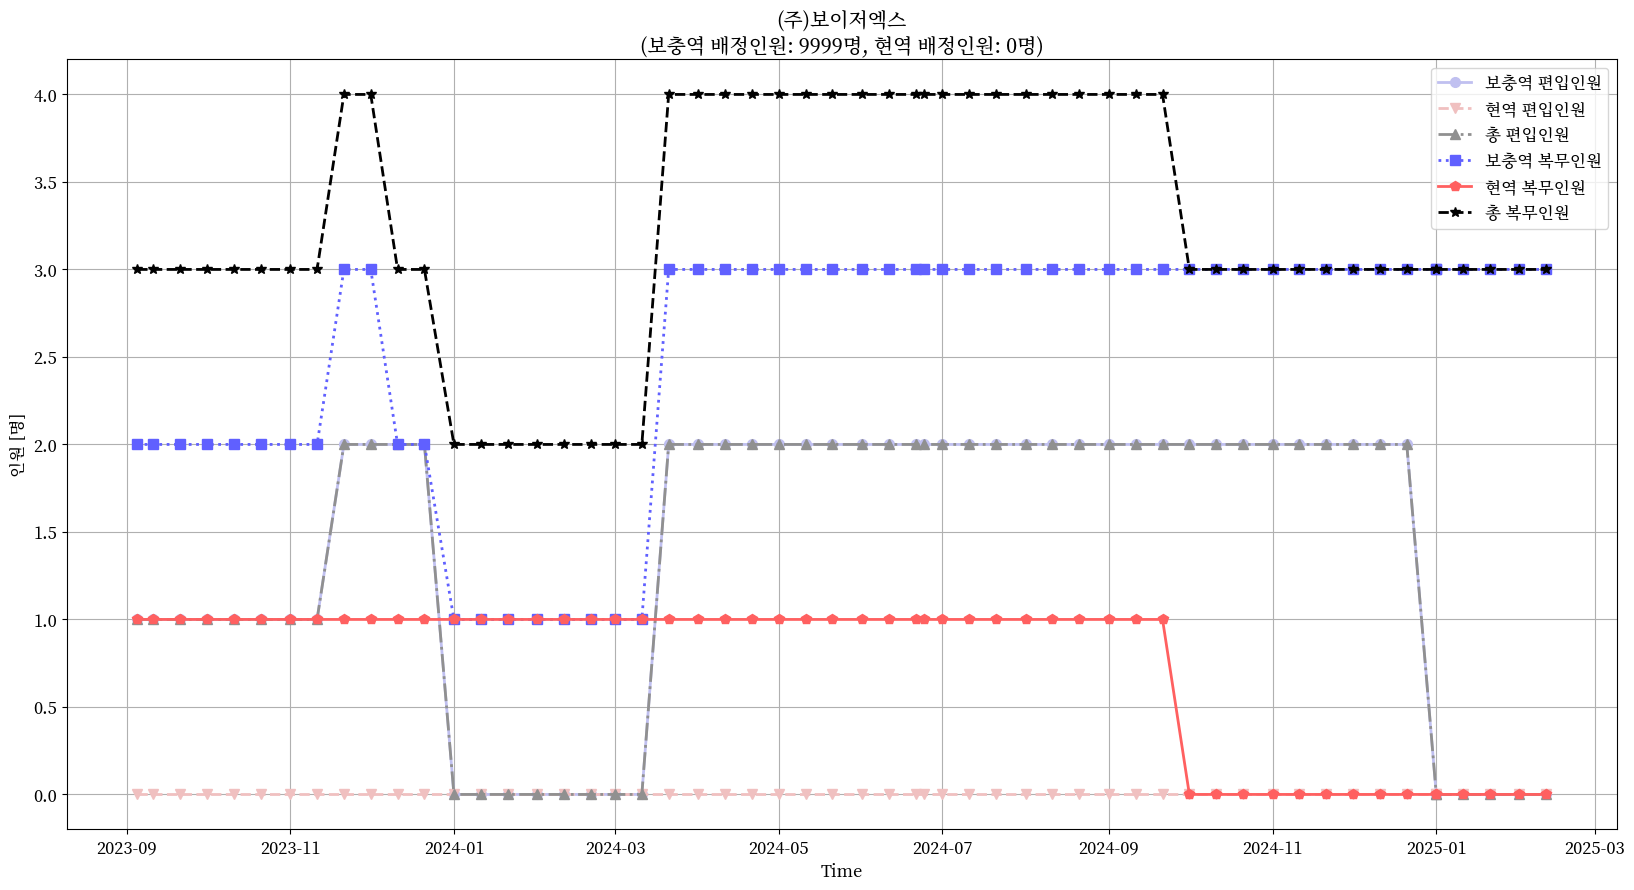 (주)보이저엑스
(보충역 배정인원: 9999명, 현역 배정인원: 0명)
4.0
3.5
3.0
2.5
2.0
1.5
1.0
0.5
0.0
인원 [명]
보충역 편입인원
현역 편입인원
총 편입인원
보충역 복무인원
현역 복무인원
총 복무인원
2023-09
2023-11
2024-01
2024-03
2024-05
2024-07
2024-09
2024-11
2025-01
2025-03
Time